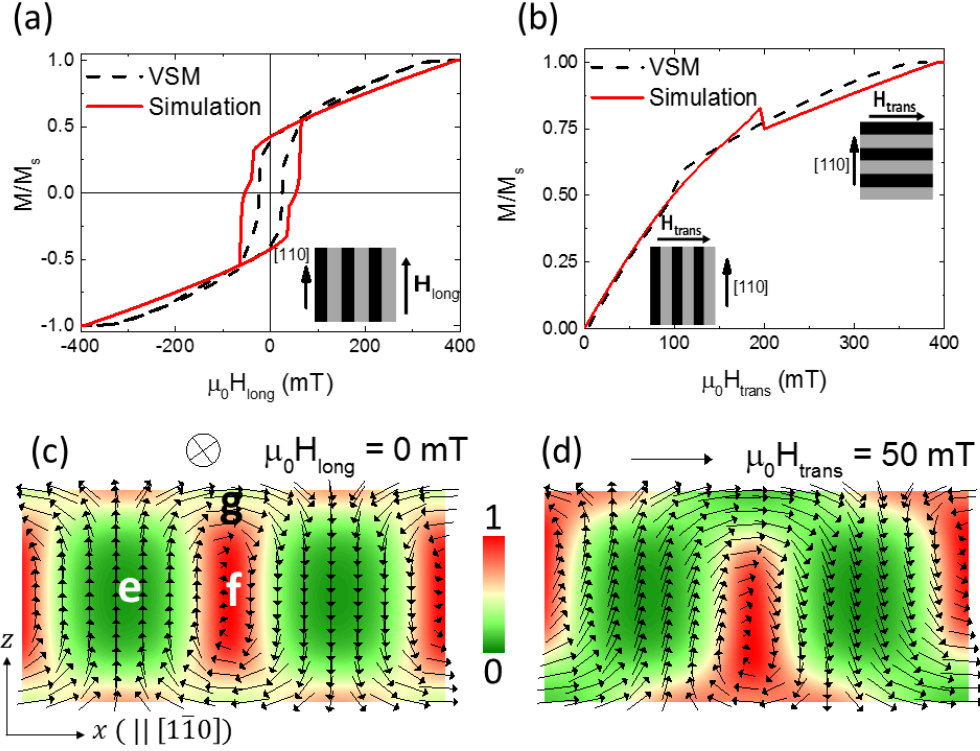 (a)
1.0
0.5
0.0
-0.5
-1.0
M/Ms
VSM
Simulation
[110]
Hlong
-400 -200 0 200 400
μ0Hlong (mT)
(b)
1.00
0.75
0.50
0.25
0.00
M/Ms
VSM
Simulation
Htrans
[110]
Htrans
[110]
0 100 200 300 400
μ0Htrans (mT)
(c)
μ0Hlong = 0 mT
g
e
f
z
x ( || [11̅0])
1
0
(d)
μ0Htrans = 50 mT